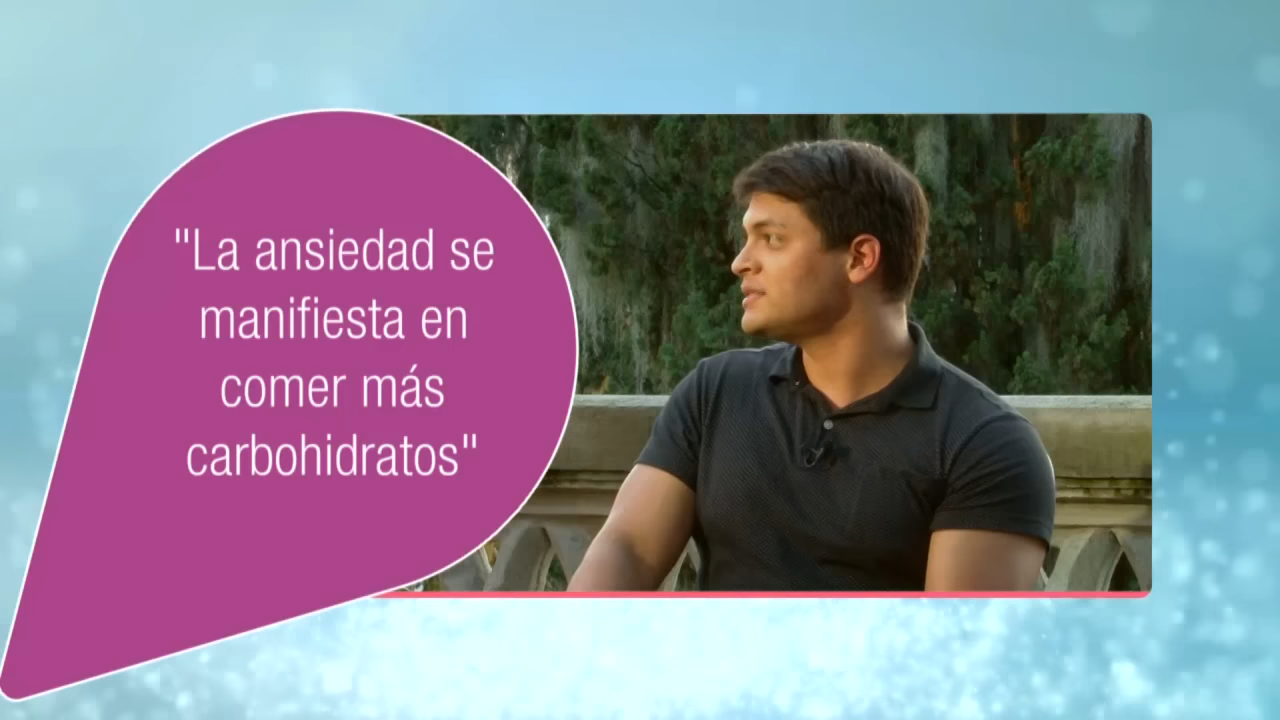 "La ansiedad se
manifiesta en
comer más
carbohidratos"